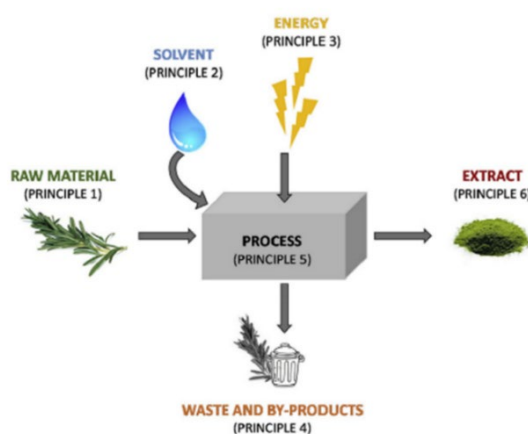 ENERGY
(PRINCIPLE 3)
SOLVENT
(PRINCIPLE 2)
RAW MATERIAL
(PRINCIPLE 1)
EXTRACT
(PRINCIPLE 6)
PROCESS
(PRINCIPLE 5)
WASTE AND BY-PRODUCTS
(PRINCIPLE 4)